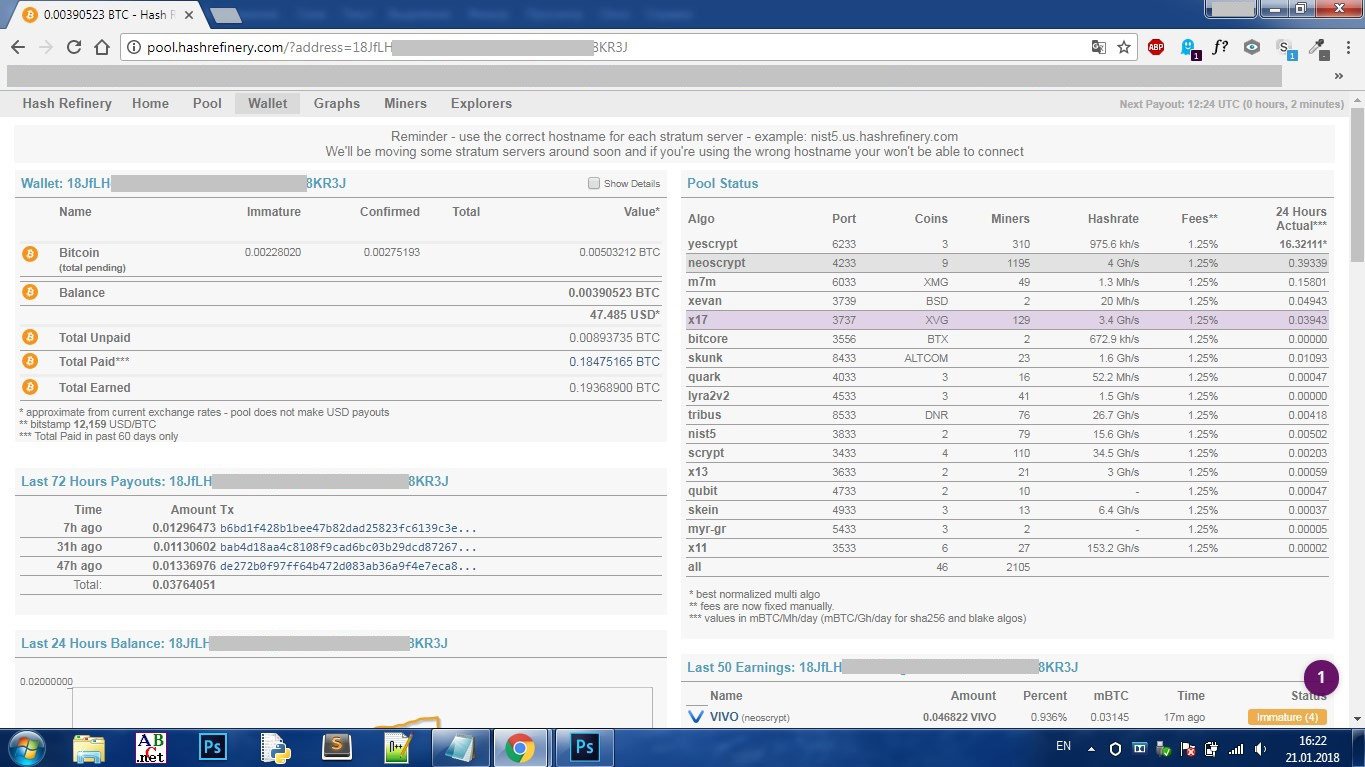 0.00390523 BTC - Hash R
pool.hashrefinery.com/?address=18JfLH 8KR3J
ABP 1 f? S 1
Hash Refinery Home Pool Wallet Graphs Miners Explorers Next Payout: 12:24 UTC (0 hours, 2 minutes)
Reminder - use the correct hostname for each stratum server - example: nist5.us.hashrefinery.com
We'll be moving some stratum servers around soon and if you're using the wrong hostname your won't be able to connect
Wallet: 18JfLH 8KR3J Show Details
Name Immature Confirmed Total Value*
Bitcoin 0.00228020 0.00275193 0.00503212 BTC
(total pending)
Balance 0.00390523 BTC
47.485 USD*
Total Unpaid 0.00893735 BTC
Total Paid*** 0.18475165 BTC
Total Earned 0.19368900 BTC
* approximate from current exchange rates - pool does not make USD payouts
** bitstamp 12,159 USD/BTC
*** Total Paid in past 60 days only
Last 72 Hours Payouts: 18JfLH 8KR3J
Time Amount Tx
7h ago 0.01296473 b6bd1f428b1bee47b82dad25823fc6139c3e...
31h ago 0.01130602 bab4d18aa4c8108f9cad6bc03b29dcd87267...
47h ago 0.01336976 de272b0f97ff64b472d083ab36a9f4e7eca8...
Total: 0.03764051
Last 24 Hours Balance: 18JfLH 8KR3J
0.02000000
Pool Status
Algo Port Coins Miners Hashrate Fees** 24 Hours
Actual***
yescrypt 6233 3 310 975.6 kh/s 1.25% 16.32111*
neoscrypt 4233 9 1195 4 Gh/s 1.25% 0.39339
m7m 6033 XMG 49 1.3 Mh/s 1.25% 0.15801
xevan 3739 BSD 2 20 Mh/s 1.25% 0.04943
x17 3737 XVG 129 3.4 Gh/s 1.25% 0.03943
bitcore 3556 BTX 2 672.9 kh/s 1.25% 0.00000
skunk 8433 ALTCOM 23 1.6 Gh/s 1.25% 0.01093
quark 4033 3 16 52.2 Mh/s 1.25% 0.00047
lyra2v2 4533 3 41 1.5 Gh/s 1.25% 0.00000
tribus 8533 DNR 76 26.7 Gh/s 1.25% 0.00418
nist5 3833 2 79 15.6 Gh/s 1.25% 0.00502
scrypt 3433 4 110 34.5 Gh/s 1.25% 0.00203
x13 3633 2 21 3 Gh/s 1.25% 0.00059
qubit 4733 2 10 - 1.25% 0.00047
skein 4933 3 13 6.4 Gh/s 1.25% 0.00037
myr-gr 5433 3 2 - 1.25% 0.00005
x11 3533 6 27 153.2 Gh/s 1.25% 0.00002
all 46 2105
* best normalized multi algo
** fees are now fixed manually.
*** values in mBTC/Mh/day (mBTC/Gh/day for sha256 and blake algos)
Last 50 Earnings: 18JfLH 8KR3J
1
Name Amount Percent mBTC Time Status
VIVO (neoscrypt) 0.046822 VIVO 0.936% 0.03145 17m ago Immature (4)
ABC.net Ps S n++ Ps
EN 16:22
21.01.2018